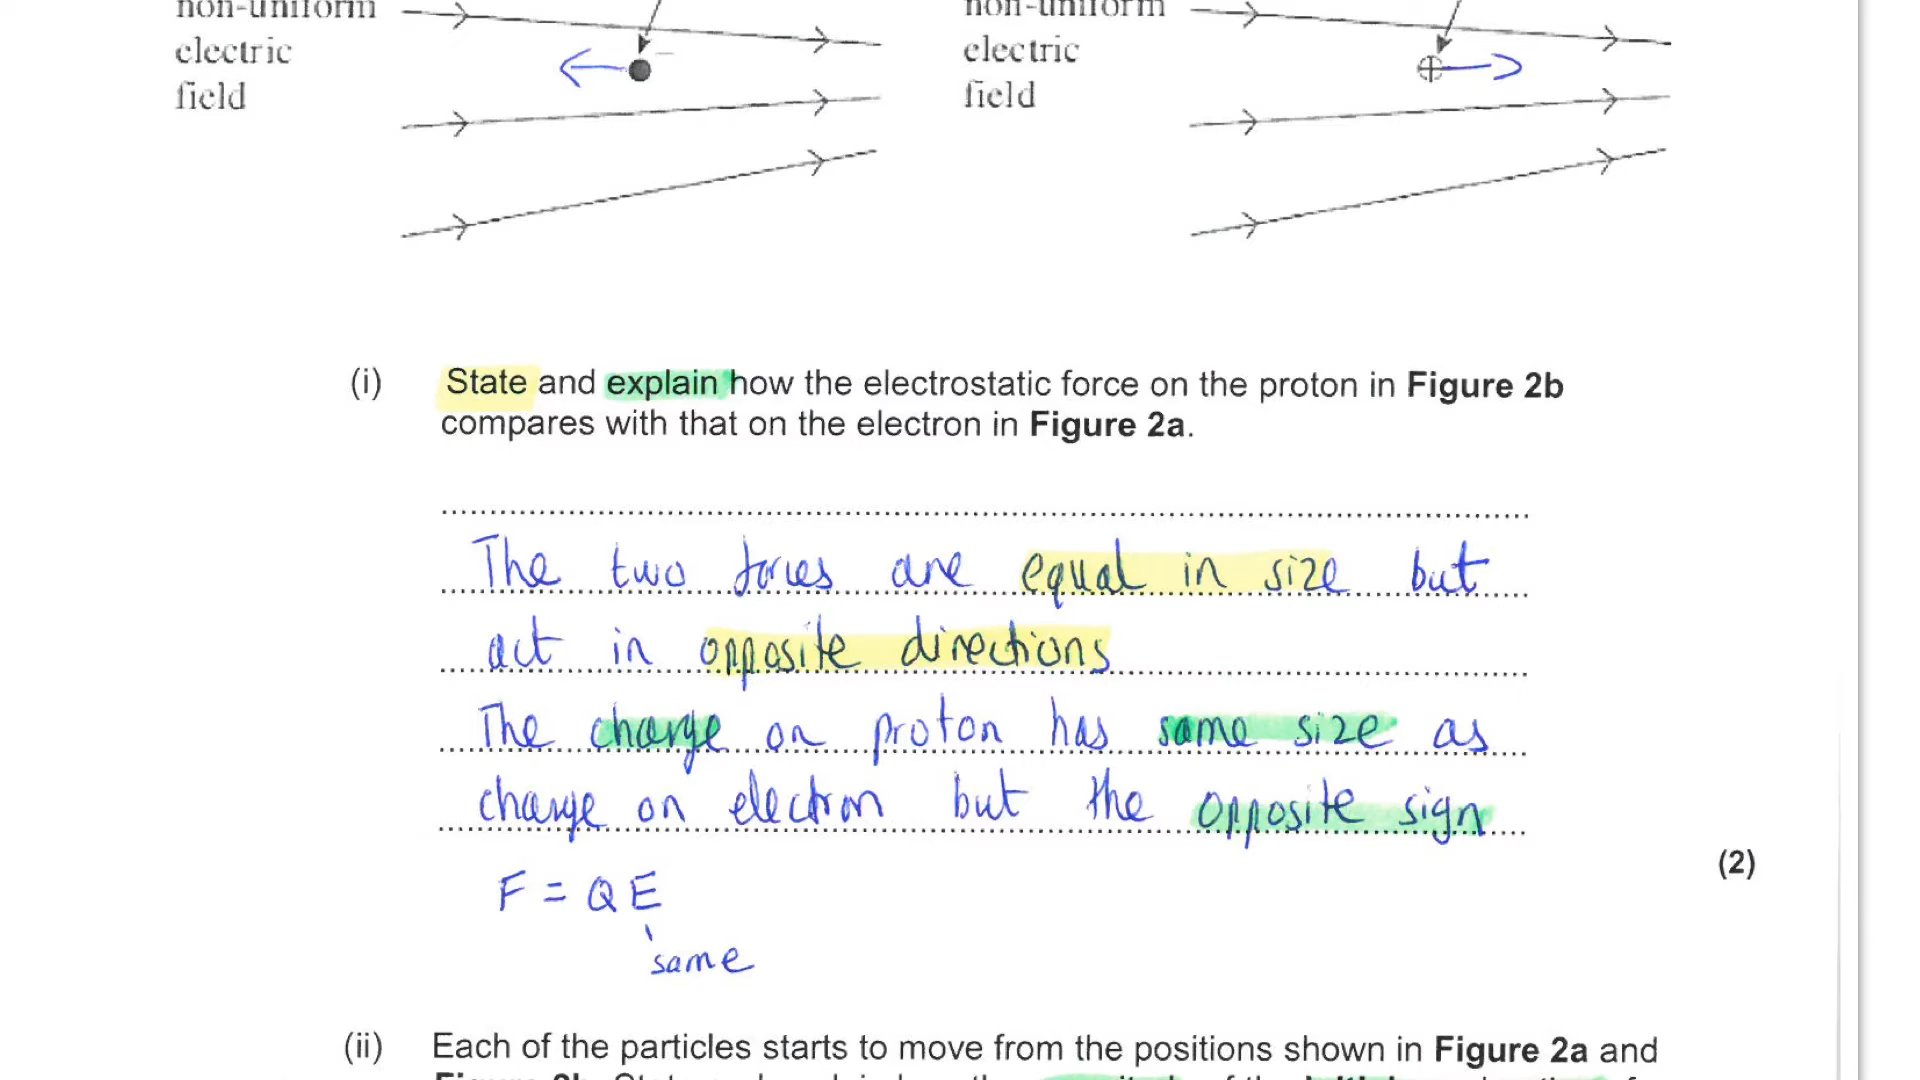 non-uniform
electric
field
non-uniform
electric
field
(i) State and explain how the electrostatic force on the proton in Figure 2b
compares with that on the electron in Figure 2a.
The two forces are equal in size but
act in opposite directions
The charge on proton has same size as
charge on electron but the opposite sign
(2)
F = QE
same
(ii) Each of the particles starts to move from the positions shown in Figure 2a and